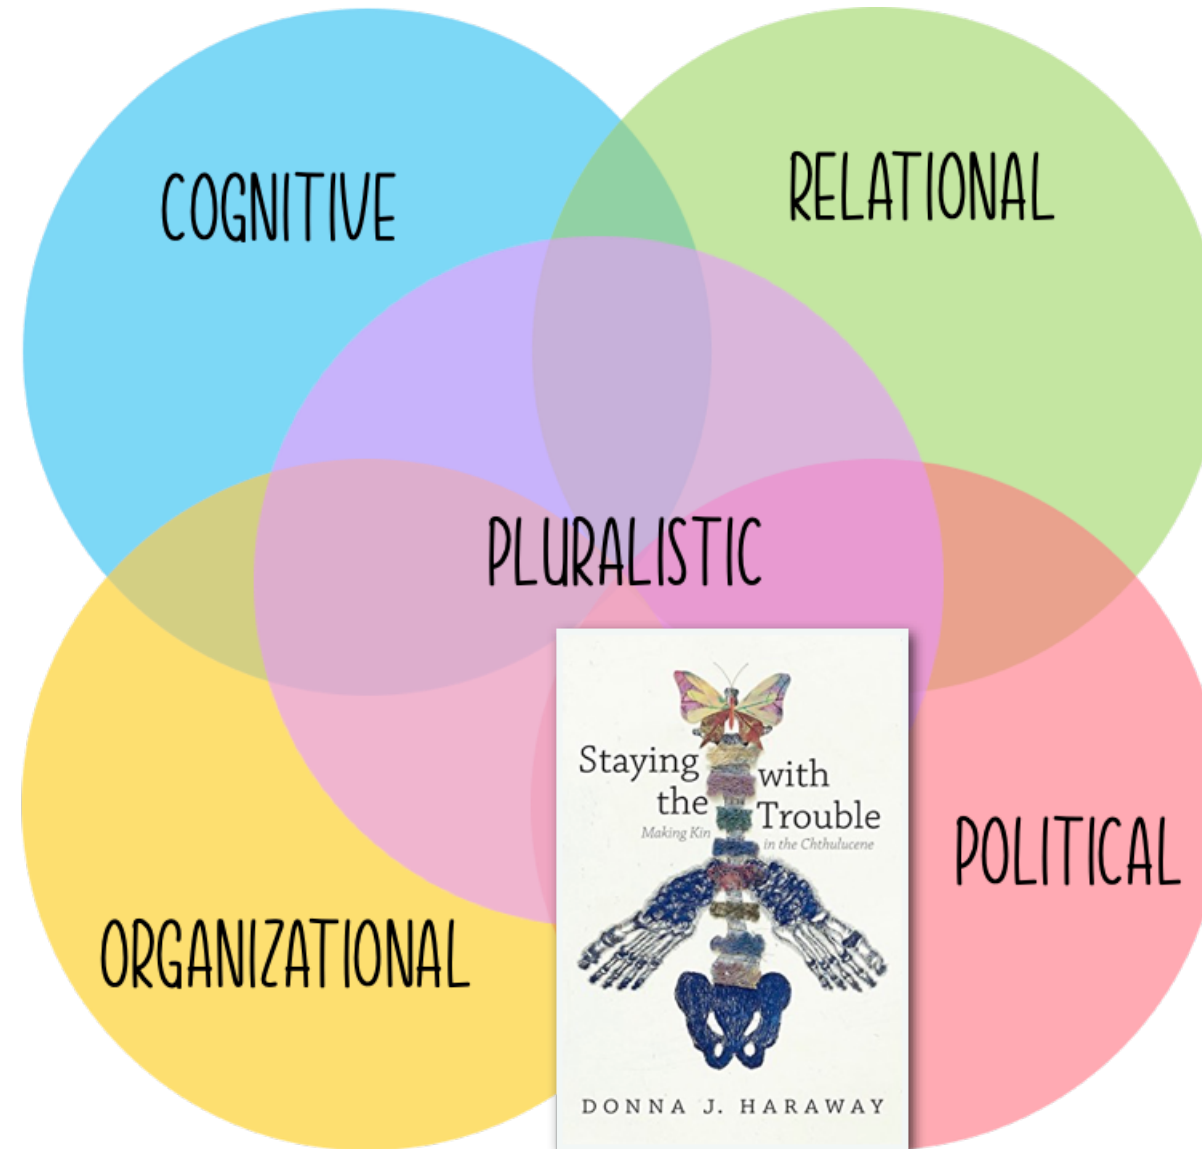 COGNITIVE
RELATIONAL
PLURALISTIC
ORGANIZATIONAL
POLITICAL
Staying with
the Trouble
Making Kin in the Chthulucene
DONNA J. HARAWAY